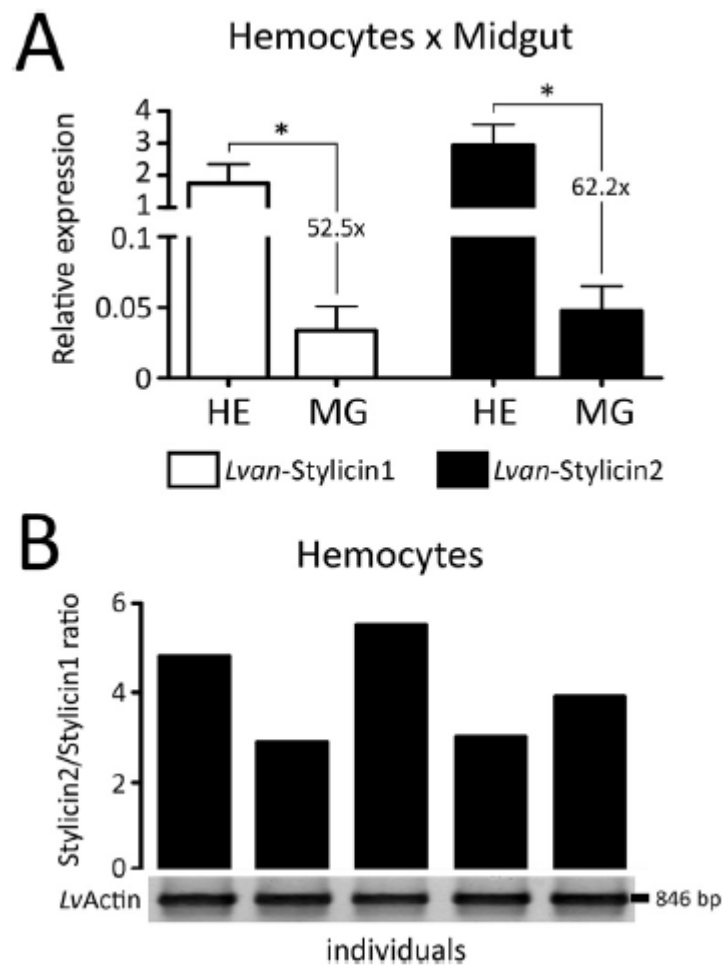 A
Hemocytes x Midgut
Relative expression
4
3
2
1
0.1
0.05
0
*
52.5x
*
62.2x
HE MG HE MG
Lvan-Stylicin1 Lvan-Stylicin2
B
Hemocytes
Stylicin2/Stylicin1 ratio
6
4
2
0
LvActin 846 bp
individuals